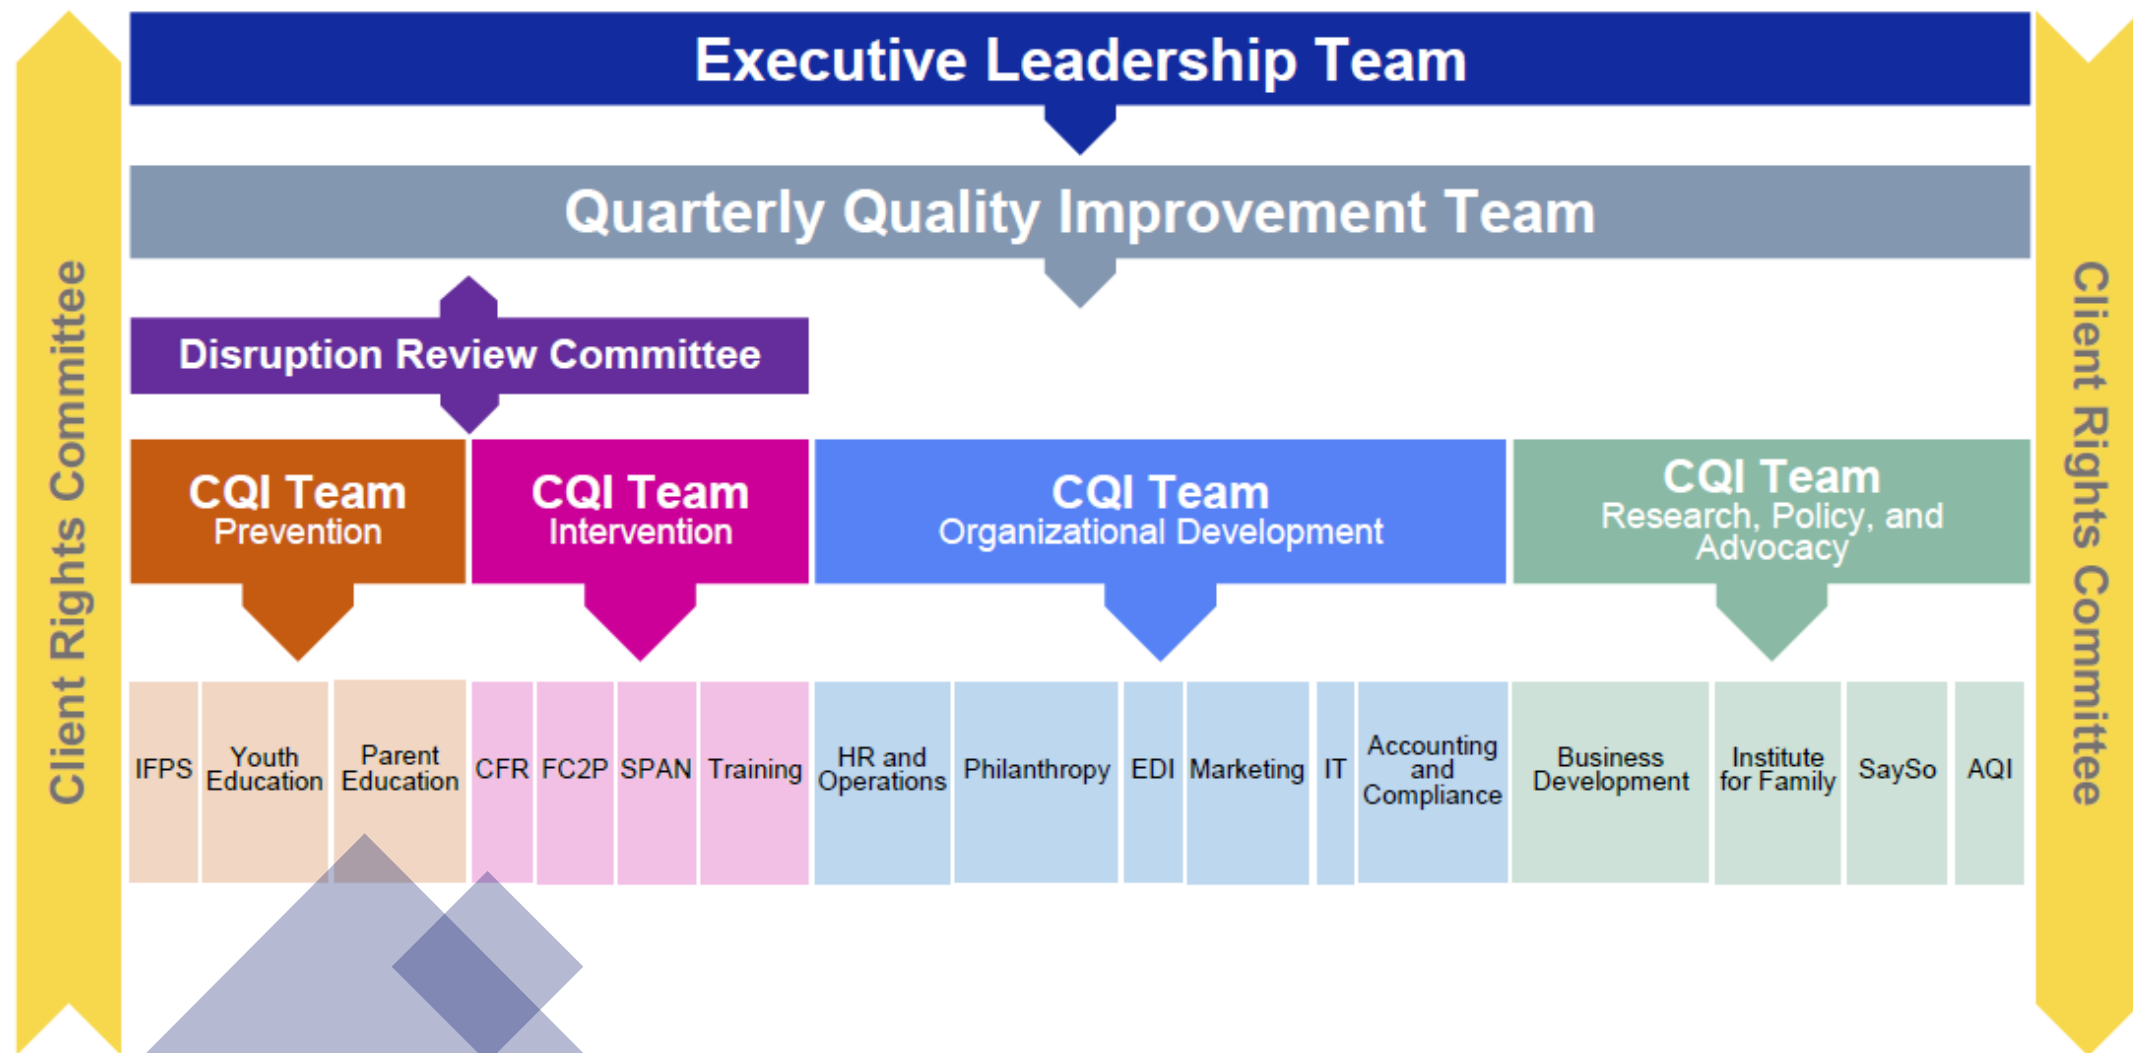 Client Rights Committee
Executive Leadership Team
Quarterly Quality Improvement Team
Disruption Review Committee
CQI Team
Prevention
CQI Team
Intervention
CQI Team
Organizational Development
CQI Team
Research, Policy, and
Advocacy
IFPS
Youth
Education
Parent
Education
CFR
FC2P
SPAN
Training
HR and
Operations
Philanthropy
EDI
Marketing
IT
Accounting
and
Compliance
Business
Development
Institute
for Family
SaySo
AQI
Client Rights Committee